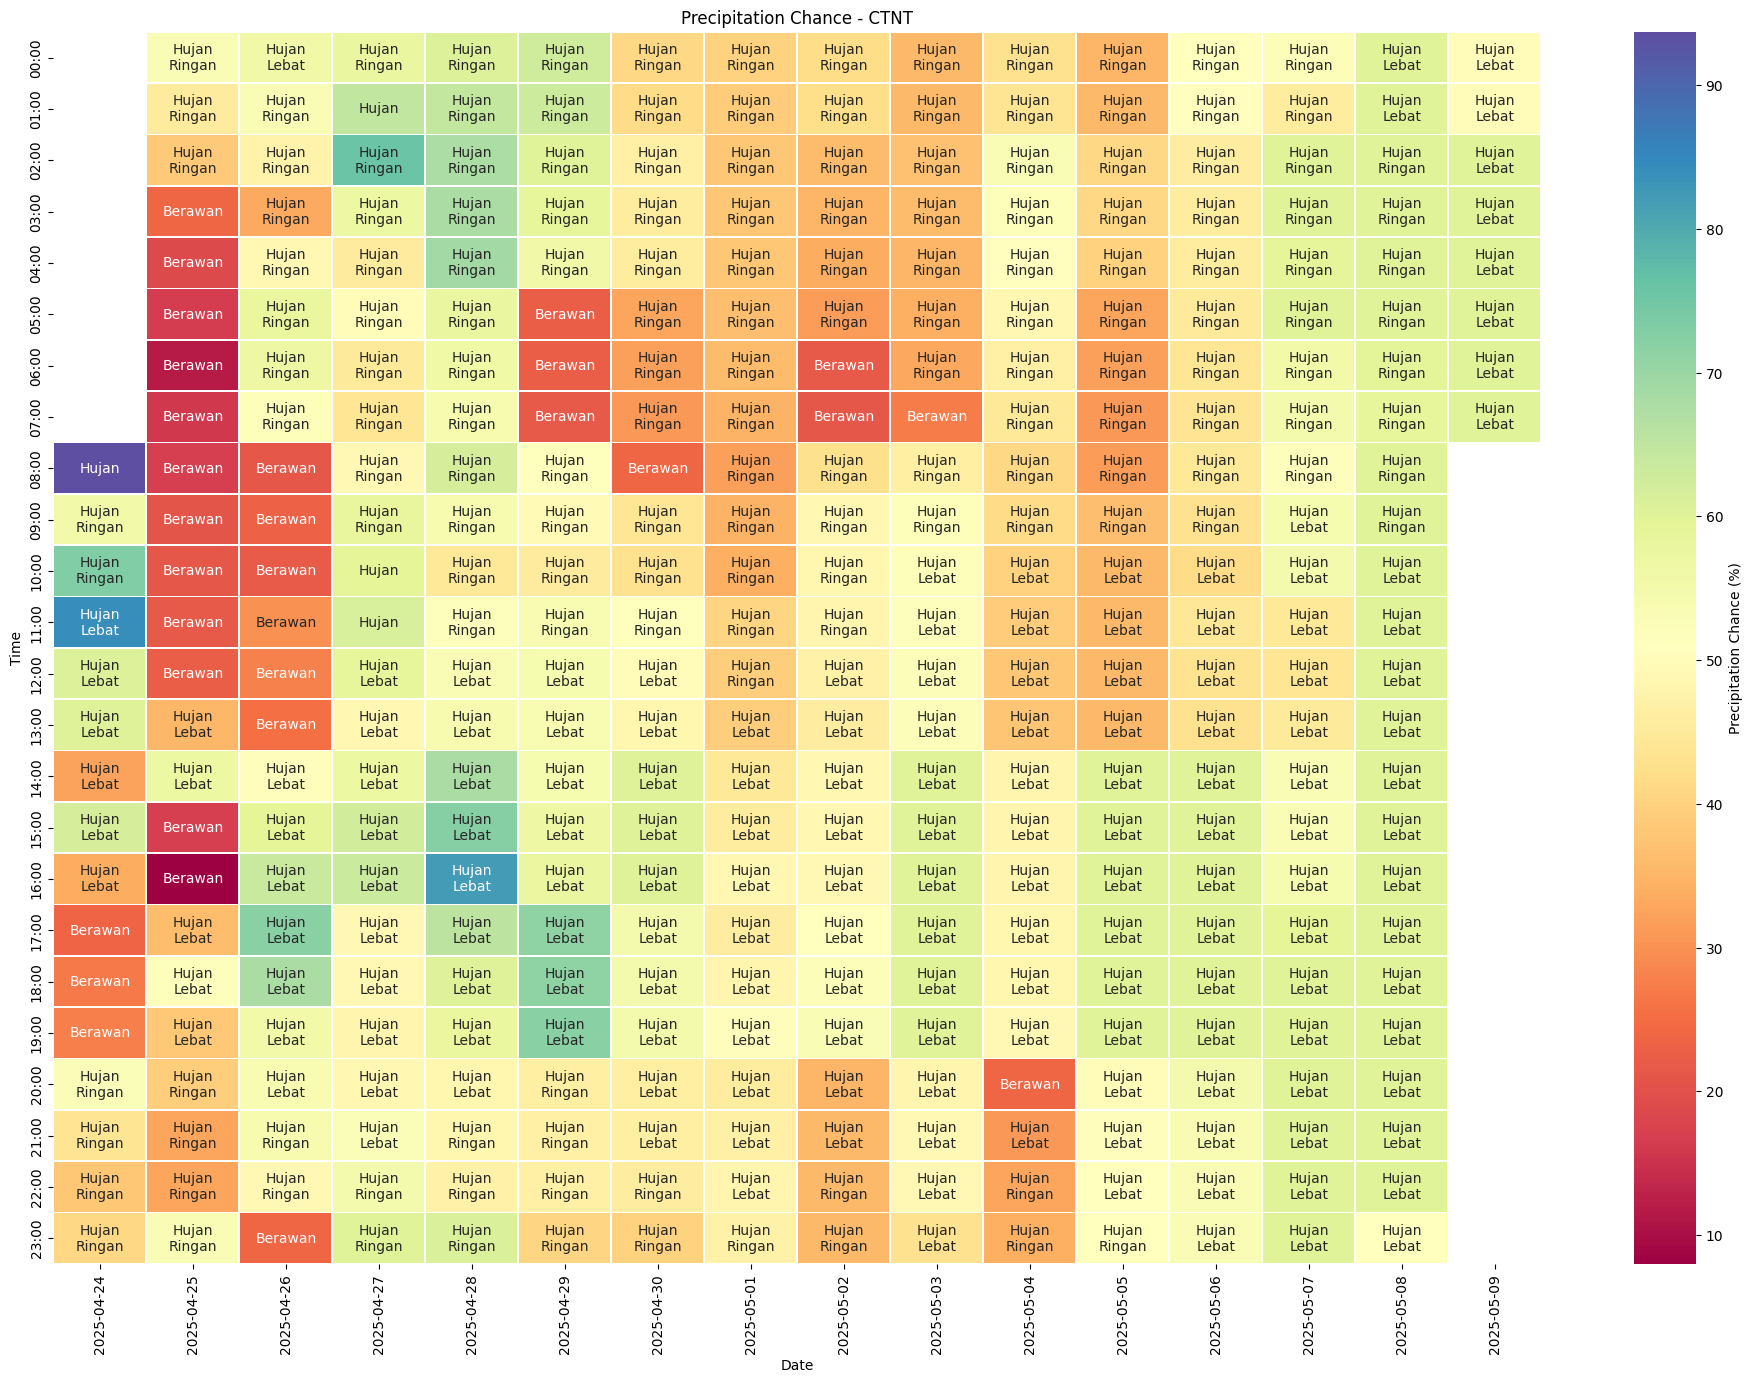 Precipitation Chance - CTNT
00:00 Hujan Ringan Hujan Lebat Hujan Ringan Hujan Ringan Hujan Ringan Hujan Ringan Hujan Ringan Hujan Ringan Hujan Ringan Hujan Ringan Hujan Ringan Hujan Ringan Hujan Ringan Hujan Lebat Hujan Lebat
01:00 Hujan Ringan Hujan Ringan Hujan Hujan Ringan Hujan Ringan Hujan Ringan Hujan Ringan Hujan Ringan Hujan Ringan Hujan Ringan Hujan Ringan Hujan Ringan Hujan Ringan Hujan Lebat Hujan Lebat
02:00 Hujan Ringan Hujan Ringan Hujan Ringan Hujan Ringan Hujan Ringan Hujan Ringan Hujan Ringan Hujan Ringan Hujan Ringan Hujan Ringan Hujan Ringan Hujan Ringan Hujan Ringan Hujan Ringan Hujan Lebat
03:00 Berawan Hujan Ringan Hujan Ringan Hujan Ringan Hujan Ringan Hujan Ringan Hujan Ringan Hujan Ringan Hujan Ringan Hujan Ringan Hujan Ringan Hujan Ringan Hujan Ringan Hujan Ringan Hujan Lebat
04:00 Berawan Hujan Ringan Hujan Ringan Hujan Ringan Hujan Ringan Hujan Ringan Hujan Ringan Hujan Ringan Hujan Ringan Hujan Ringan Hujan Ringan Hujan Ringan Hujan Ringan Hujan Ringan Hujan Lebat
05:00 Berawan Hujan Ringan Hujan Ringan Hujan Ringan Berawan Hujan Ringan Hujan Ringan Hujan Ringan Hujan Ringan Hujan Ringan Hujan Ringan Hujan Ringan Hujan Ringan Hujan Ringan Hujan Lebat
06:00 Berawan Hujan Ringan Hujan Ringan Hujan Ringan Berawan Hujan Ringan Hujan Ringan Berawan Hujan Ringan Hujan Ringan Hujan Ringan Hujan Ringan Hujan Ringan Hujan Ringan Hujan Lebat
07:00 Berawan Hujan Ringan Hujan Ringan Hujan Ringan Berawan Hujan Ringan Hujan Ringan Berawan Berawan Hujan Ringan Hujan Ringan Hujan Ringan Hujan Ringan Hujan Ringan Hujan Lebat
08:00 Hujan Berawan Berawan Hujan Ringan Hujan Ringan Hujan Ringan Berawan Hujan Ringan Hujan Ringan Hujan Ringan Hujan Ringan Hujan Ringan Hujan Ringan Hujan Ringan Hujan Ringan
09:00 Hujan Ringan Berawan Berawan Hujan Ringan Hujan Ringan Hujan Ringan Hujan Ringan Hujan Ringan Hujan Ringan Hujan Ringan Hujan Ringan Hujan Ringan Hujan Ringan Hujan Lebat Hujan Ringan
10:00 Hujan Ringan Berawan Berawan Hujan Hujan Ringan Hujan Ringan Hujan Ringan Hujan Ringan Hujan Ringan Hujan Lebat Hujan Lebat Hujan Lebat Hujan Lebat Hujan Lebat Hujan Lebat
11:00 Hujan Lebat Berawan Berawan Hujan Hujan Ringan Hujan Ringan Hujan Ringan Hujan Ringan Hujan Ringan Hujan Lebat Hujan Lebat Hujan Lebat Hujan Lebat Hujan Lebat Hujan Lebat
12:00 Hujan Lebat Berawan Berawan Hujan Lebat Hujan Lebat Hujan Lebat Hujan Lebat Hujan Ringan Hujan Lebat Hujan Lebat Hujan Lebat Hujan Lebat Hujan Lebat Hujan Lebat Hujan Lebat
13:00 Hujan Lebat Hujan Lebat Berawan Hujan Lebat Hujan Lebat Hujan Lebat Hujan Lebat Hujan Lebat Hujan Lebat Hujan Lebat Hujan Lebat Hujan Lebat Hujan Lebat Hujan Lebat Hujan Lebat
14:00 Hujan Lebat Hujan Lebat Hujan Lebat Hujan Lebat Hujan Lebat Hujan Lebat Hujan Lebat Hujan Lebat Hujan Lebat Hujan Lebat Hujan Lebat Hujan Lebat Hujan Lebat Hujan Lebat Hujan Lebat
15:00 Hujan Lebat Berawan Hujan Lebat Hujan Lebat Hujan Lebat Hujan Lebat Hujan Lebat Hujan Lebat Hujan Lebat Hujan Lebat Hujan Lebat Hujan Lebat Hujan Lebat Hujan Lebat Hujan Lebat
16:00 Hujan Lebat Berawan Hujan Lebat Hujan Lebat Hujan Lebat Hujan Lebat Hujan Lebat Hujan Lebat Hujan Lebat Hujan Lebat Hujan Lebat Hujan Lebat Hujan Lebat Hujan Lebat Hujan Lebat
17:00 Berawan Hujan Lebat Hujan Lebat Hujan Lebat Hujan Lebat Hujan Lebat Hujan Lebat Hujan Lebat Hujan Lebat Hujan Lebat Hujan Lebat Hujan Lebat Hujan Lebat Hujan Lebat Hujan Lebat
18:00 Berawan Hujan Lebat Hujan Lebat Hujan Lebat Hujan Lebat Hujan Lebat Hujan Lebat Hujan Lebat Hujan Lebat Hujan Lebat Hujan Lebat Hujan Lebat Hujan Lebat Hujan Lebat Hujan Lebat
19:00 Berawan Hujan Lebat Hujan Lebat Hujan Lebat Hujan Lebat Hujan Lebat Hujan Lebat Hujan Lebat Hujan Lebat Hujan Lebat Hujan Lebat Hujan Lebat Hujan Lebat Hujan Lebat Hujan Lebat
20:00 Hujan Ringan Hujan Ringan Hujan Lebat Hujan Lebat Hujan Lebat Hujan Ringan Hujan Lebat Hujan Lebat Hujan Lebat Hujan Lebat Berawan Hujan Lebat Hujan Lebat Hujan Lebat Hujan Lebat
21:00 Hujan Ringan Hujan Ringan Hujan Ringan Hujan Lebat Hujan Ringan Hujan Ringan Hujan Lebat Hujan Lebat Hujan Lebat Hujan Lebat Hujan Lebat Hujan Lebat Hujan Lebat Hujan Lebat Hujan Lebat
22:00 Hujan Ringan Hujan Ringan Hujan Ringan Hujan Ringan Hujan Ringan Hujan Ringan Hujan Ringan Hujan Lebat Hujan Ringan Hujan Lebat Hujan Ringan Hujan Lebat Hujan Lebat Hujan Lebat Hujan Lebat
23:00 Hujan Ringan Hujan Ringan Berawan Hujan Ringan Hujan Ringan Hujan Ringan Hujan Ringan Hujan Ringan Hujan Ringan Hujan Lebat Hujan Ringan Hujan Ringan Hujan Lebat Hujan Lebat Hujan Lebat
Time
2025-04-24 2025-04-25 2025-04-26 2025-04-27 2025-04-28 2025-04-29 2025-04-30 2025-05-01 2025-05-02 2025-05-03 2025-05-04 2025-05-05 2025-05-06 2025-05-07 2025-05-08 2025-05-09
Date
90
80
70
60
50
40
30
20
10
Precipitation Chance (%)